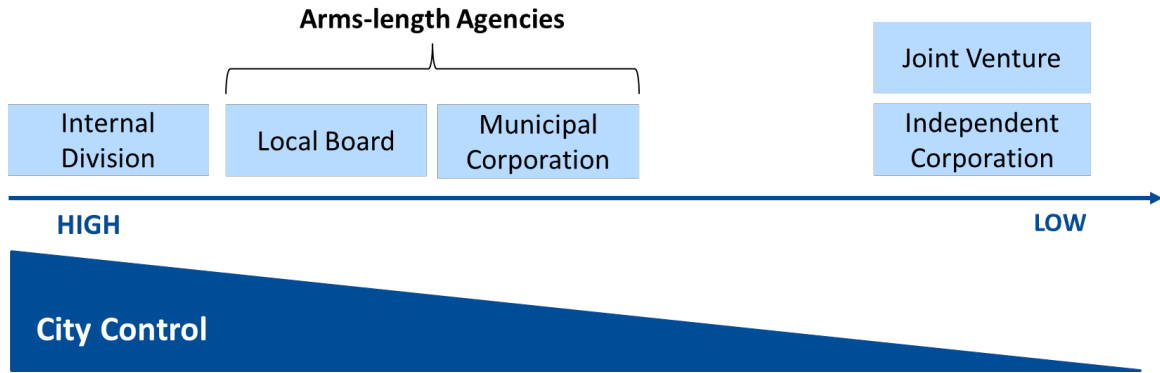 Arms-length Agencies
Joint Venture
Internal
Division
Local Board
Municipal
Corporation
Independent
Corporation
HIGH
LOW
City Control